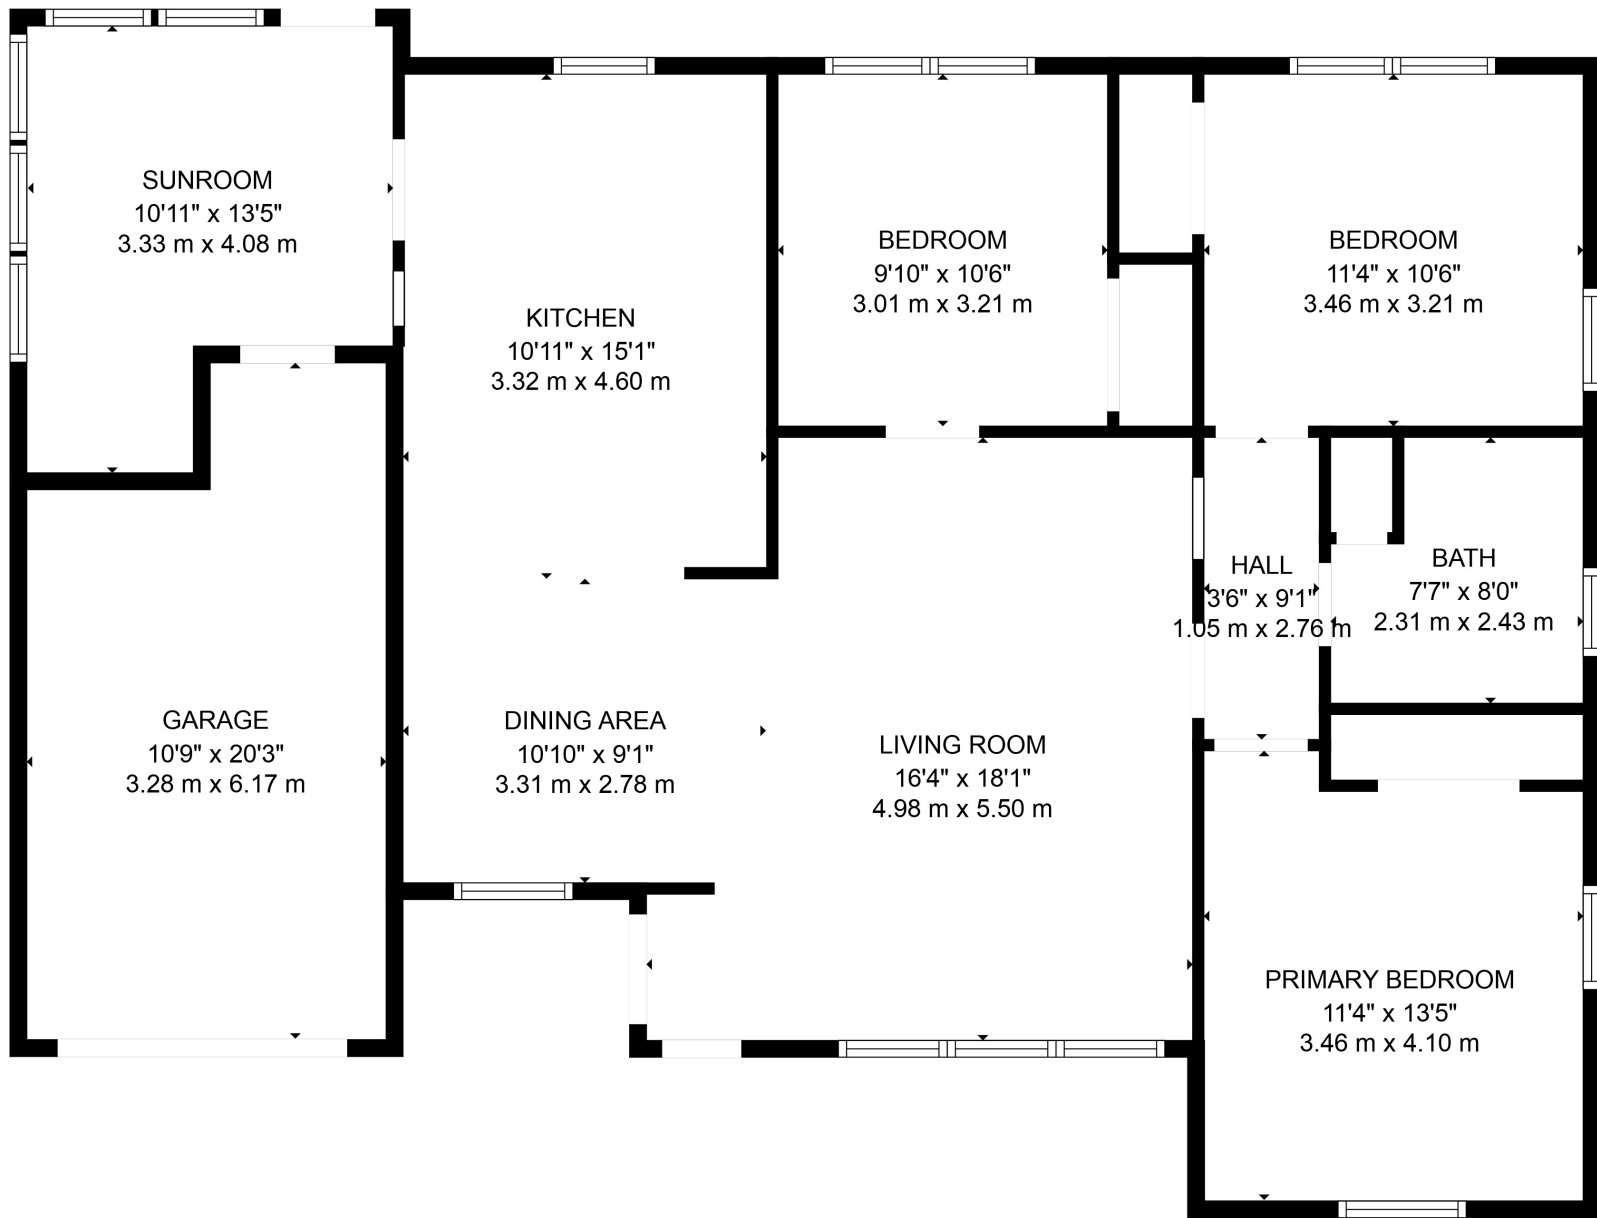 SUNROOM
10'11" x 13'5"
3.33 m x 4.08 m
KITCHEN
10'11" x 15'1"
3.32 m x 4.60 m
BEDROOM
9'10" x 10'6"
3.01 m x 3.21 m
BEDROOM
11'4" x 10'6"
3.46 m x 3.21 m
HALL
3'6" x 9'1"
1.05 m x 2.76 m
BATH
7'7" x 8'0"
2.31 m x 2.43 m
GARAGE
10'9" x 20'3"
3.28 m x 6.17 m
DINING AREA
10'10" x 9'1"
3.31 m x 2.78 m
LIVING ROOM
16'4" x 18'1"
4.98 m x 5.50 m
PRIMARY BEDROOM
11'4" x 13'5"
3.46 m x 4.10 m